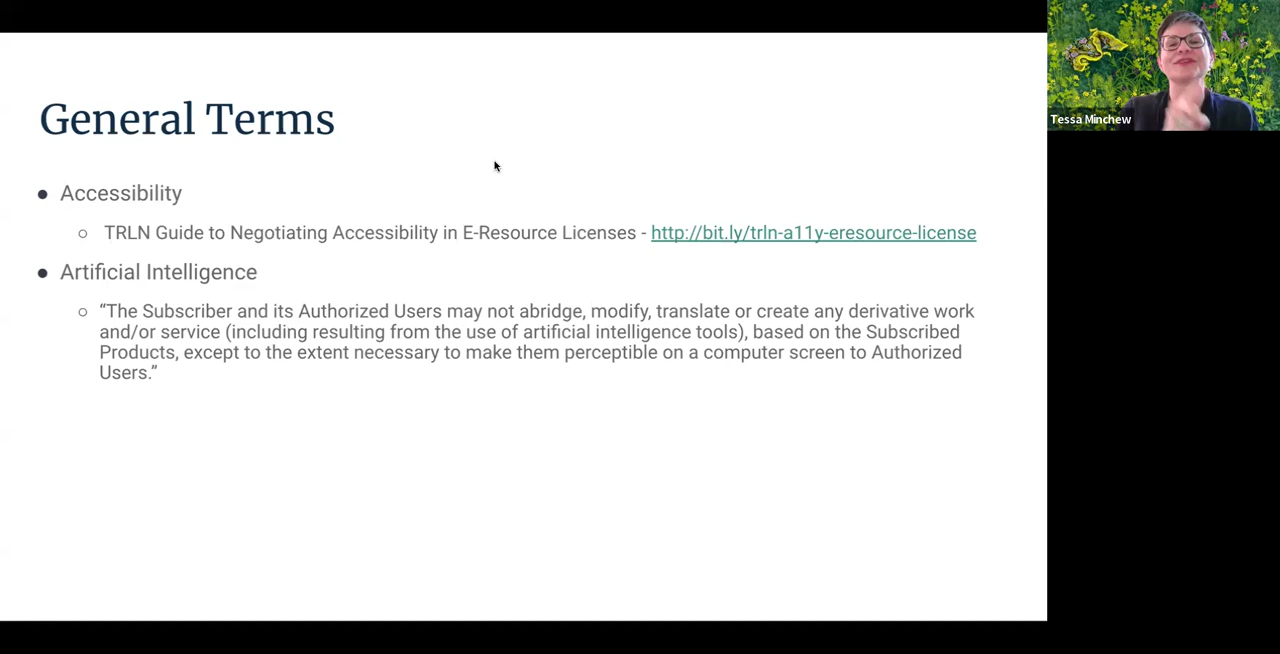 General Terms
● Accessibility
○ TRLN Guide to Negotiating Accessibility in E-Resource Licenses - http://bit.ly/trln-a11y-eresource-license
● Artificial Intelligence
○ “The Subscriber and its Authorized Users may not abridge, modify, translate or create any derivative work
and/or service (including resulting from the use of artificial intelligence tools), based on the Subscribed
Products, except to the extent necessary to make them perceptible on a computer screen to Authorized
Users.”
Tessa Minchew